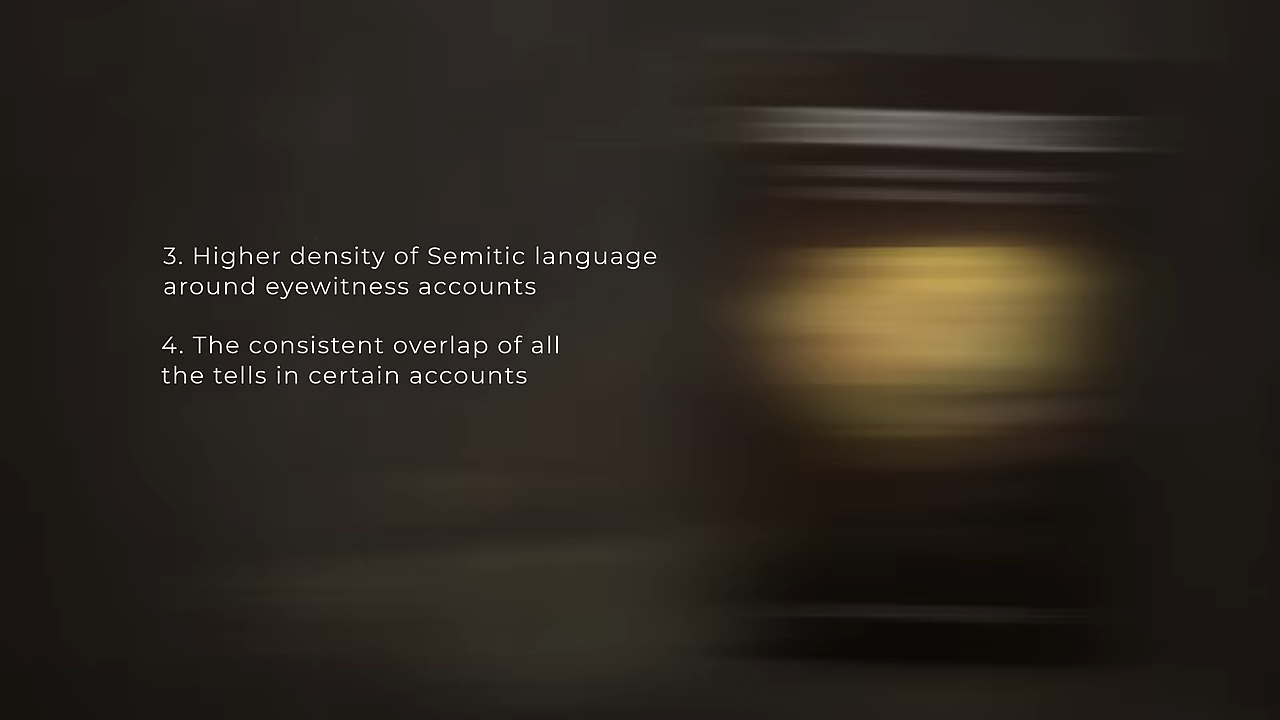 3. Higher density of Semitic language
around eyewitness accounts
4. The consistent overlap of all
the tells in certain accounts